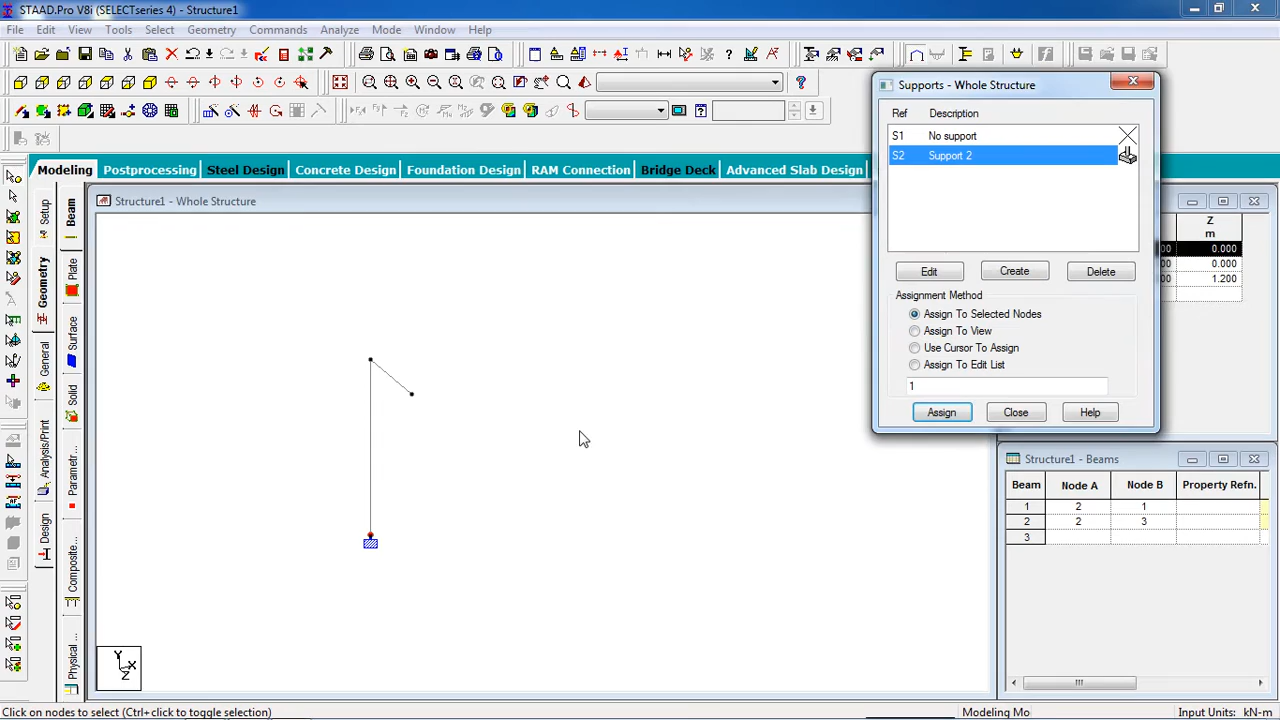 STAAD.Pro V8i (SELECTseries 4) - Structure1
File Edit View Tools Select Geometry Commands Analyze Mode Window Help
Modeling Postprocessing Steel Design Concrete Design Foundation Design RAM Connection Bridge Deck Advanced Slab Design
Setup
Geometry
General
Analysis/Print
Design
Beam
Plate
Surface
Solid
Parametr...
Composite...
Physical ...
Structure1 - Whole Structure
Y
X
Z
Supports - Whole Structure
Ref Description
S1 No support
S2 Support 2
Edit Create Delete
Assignment Method
Assign To Selected Nodes
Assign To View
Use Cursor To Assign
Assign To Edit List
1
Assign Close Help
Z
m
00 0.000
00 0.000
00 1.200
Structure1 - Beams
Beam Node A Node B Property Refn.
1 2 1
2 2 3
3
Click on nodes to select (Ctrl+click to toggle selection) Modeling Mo Input Units: kN-m